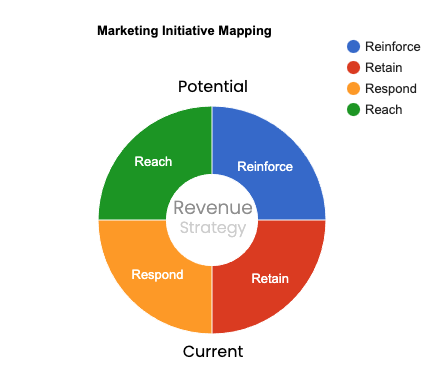 Marketing Initiative Mapping
Reinforce
Retain
Respond
Reach
Potential
Reach
Reinforce
Revenue
Strategy
Respond
Retain
Current